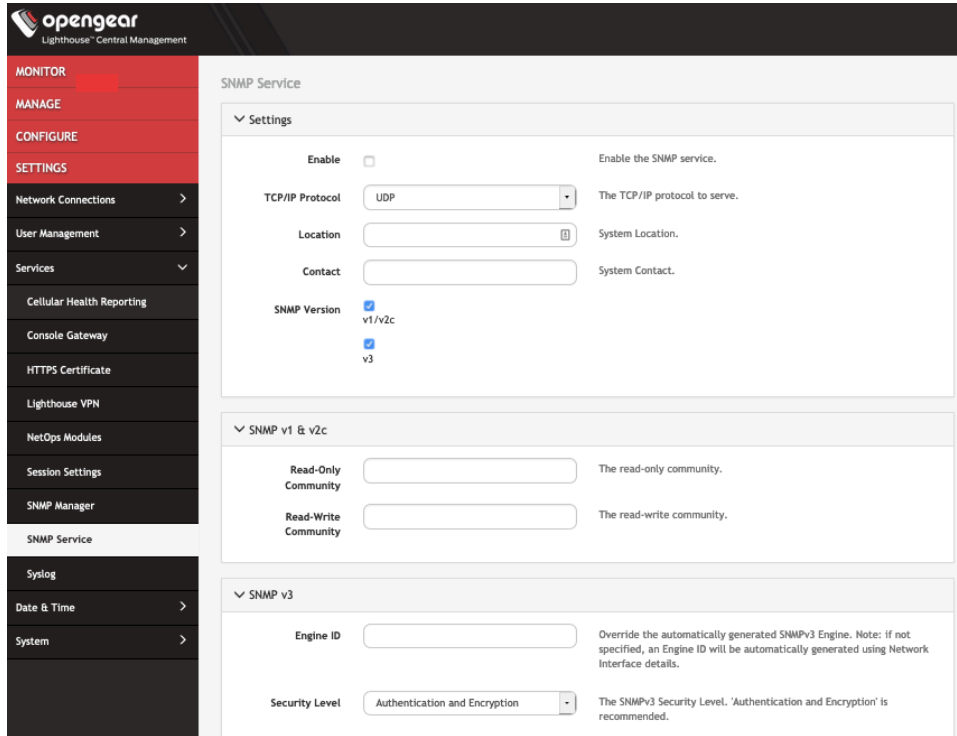 opengear
Lighthouse™ Central Management
MONITOR
MANAGE
CONFIGURE
SETTINGS
Network Connections
User Management
Services
Cellular Health Reporting
Console Gateway
HTTPS Certificate
Lighthouse VPN
NetOps Modules
Session Settings
SNMP Manager
SNMP Service
Syslog
Date & Time
System
SNMP Service
Settings
Enable
Enable the SNMP service.
TCP/IP Protocol
UDP
The TCP/IP protocol to serve.
Location
System Location.
Contact
System Contact.
SNMP Version
v1/v2c
v3
SNMP v1 & v2c
Read-Only
Community
The read-only community.
Read-Write
Community
The read-write community.
SNMP v3
Engine ID
Override the automatically generated SNMPv3 Engine. Note: if not
specified, an Engine ID will be automatically generated using Network
Interface details.
Security Level
Authentication and Encryption
The SNMPv3 Security Level. 'Authentication and Encryption' is
recommended.